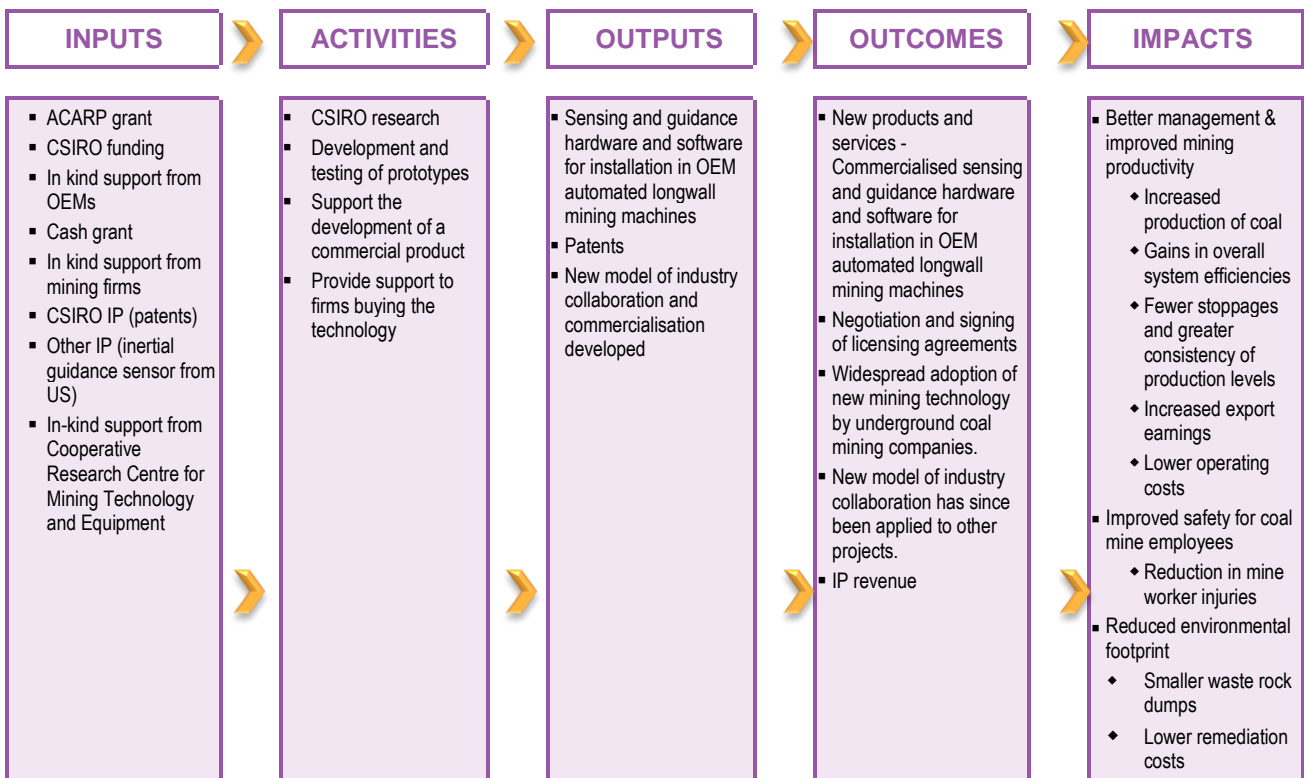 INPUTS
ACTIVITIES
OUTPUTS
OUTCOMES
IMPACTS
▪ ACARP grant
▪ CSIRO funding
▪ In kind support from
OEMs
▪ Cash grant
▪ In kind support from
mining firms
▪ CSIRO IP (patents)
▪ Other IP (inertial
guidance sensor from
US)
▪ In-kind support from
Cooperative
Research Centre for
Mining Technology
and Equipment
▪ CSIRO research
▪ Development and
testing of prototypes
▪ Support the
development of a
commercial product
▪ Provide support to
firms buying the
technology
▪ Sensing and guidance
hardware and software
for installation in OEM
automated longwall
mining machines
▪ Patents
▪ New model of industry
collaboration and
commercialisation
developed
▪ New products and
services -
Commercialised sensing
and guidance hardware
and software for
installation in OEM
automated longwall
mining machines
▪ Negotiation and signing
of licensing agreements
▪ Widespread adoption of
new mining technology
by underground coal
mining companies.
▪ New model of industry
collaboration has since
been applied to other
projects.
▪ IP revenue
▪ Better management &
improved mining
productivity
◆ Increased
production of coal
◆ Gains in overall
system efficiencies
◆ Fewer stoppages
and greater
consistency of
production levels
◆ Increased export
earnings
◆ Lower operating
costs
▪ Improved safety for coal
mine employees
◆ Reduction in mine
worker injuries
▪ Reduced environmental
footprint
◆ Smaller waste rock
dumps
◆ Lower remediation
costs